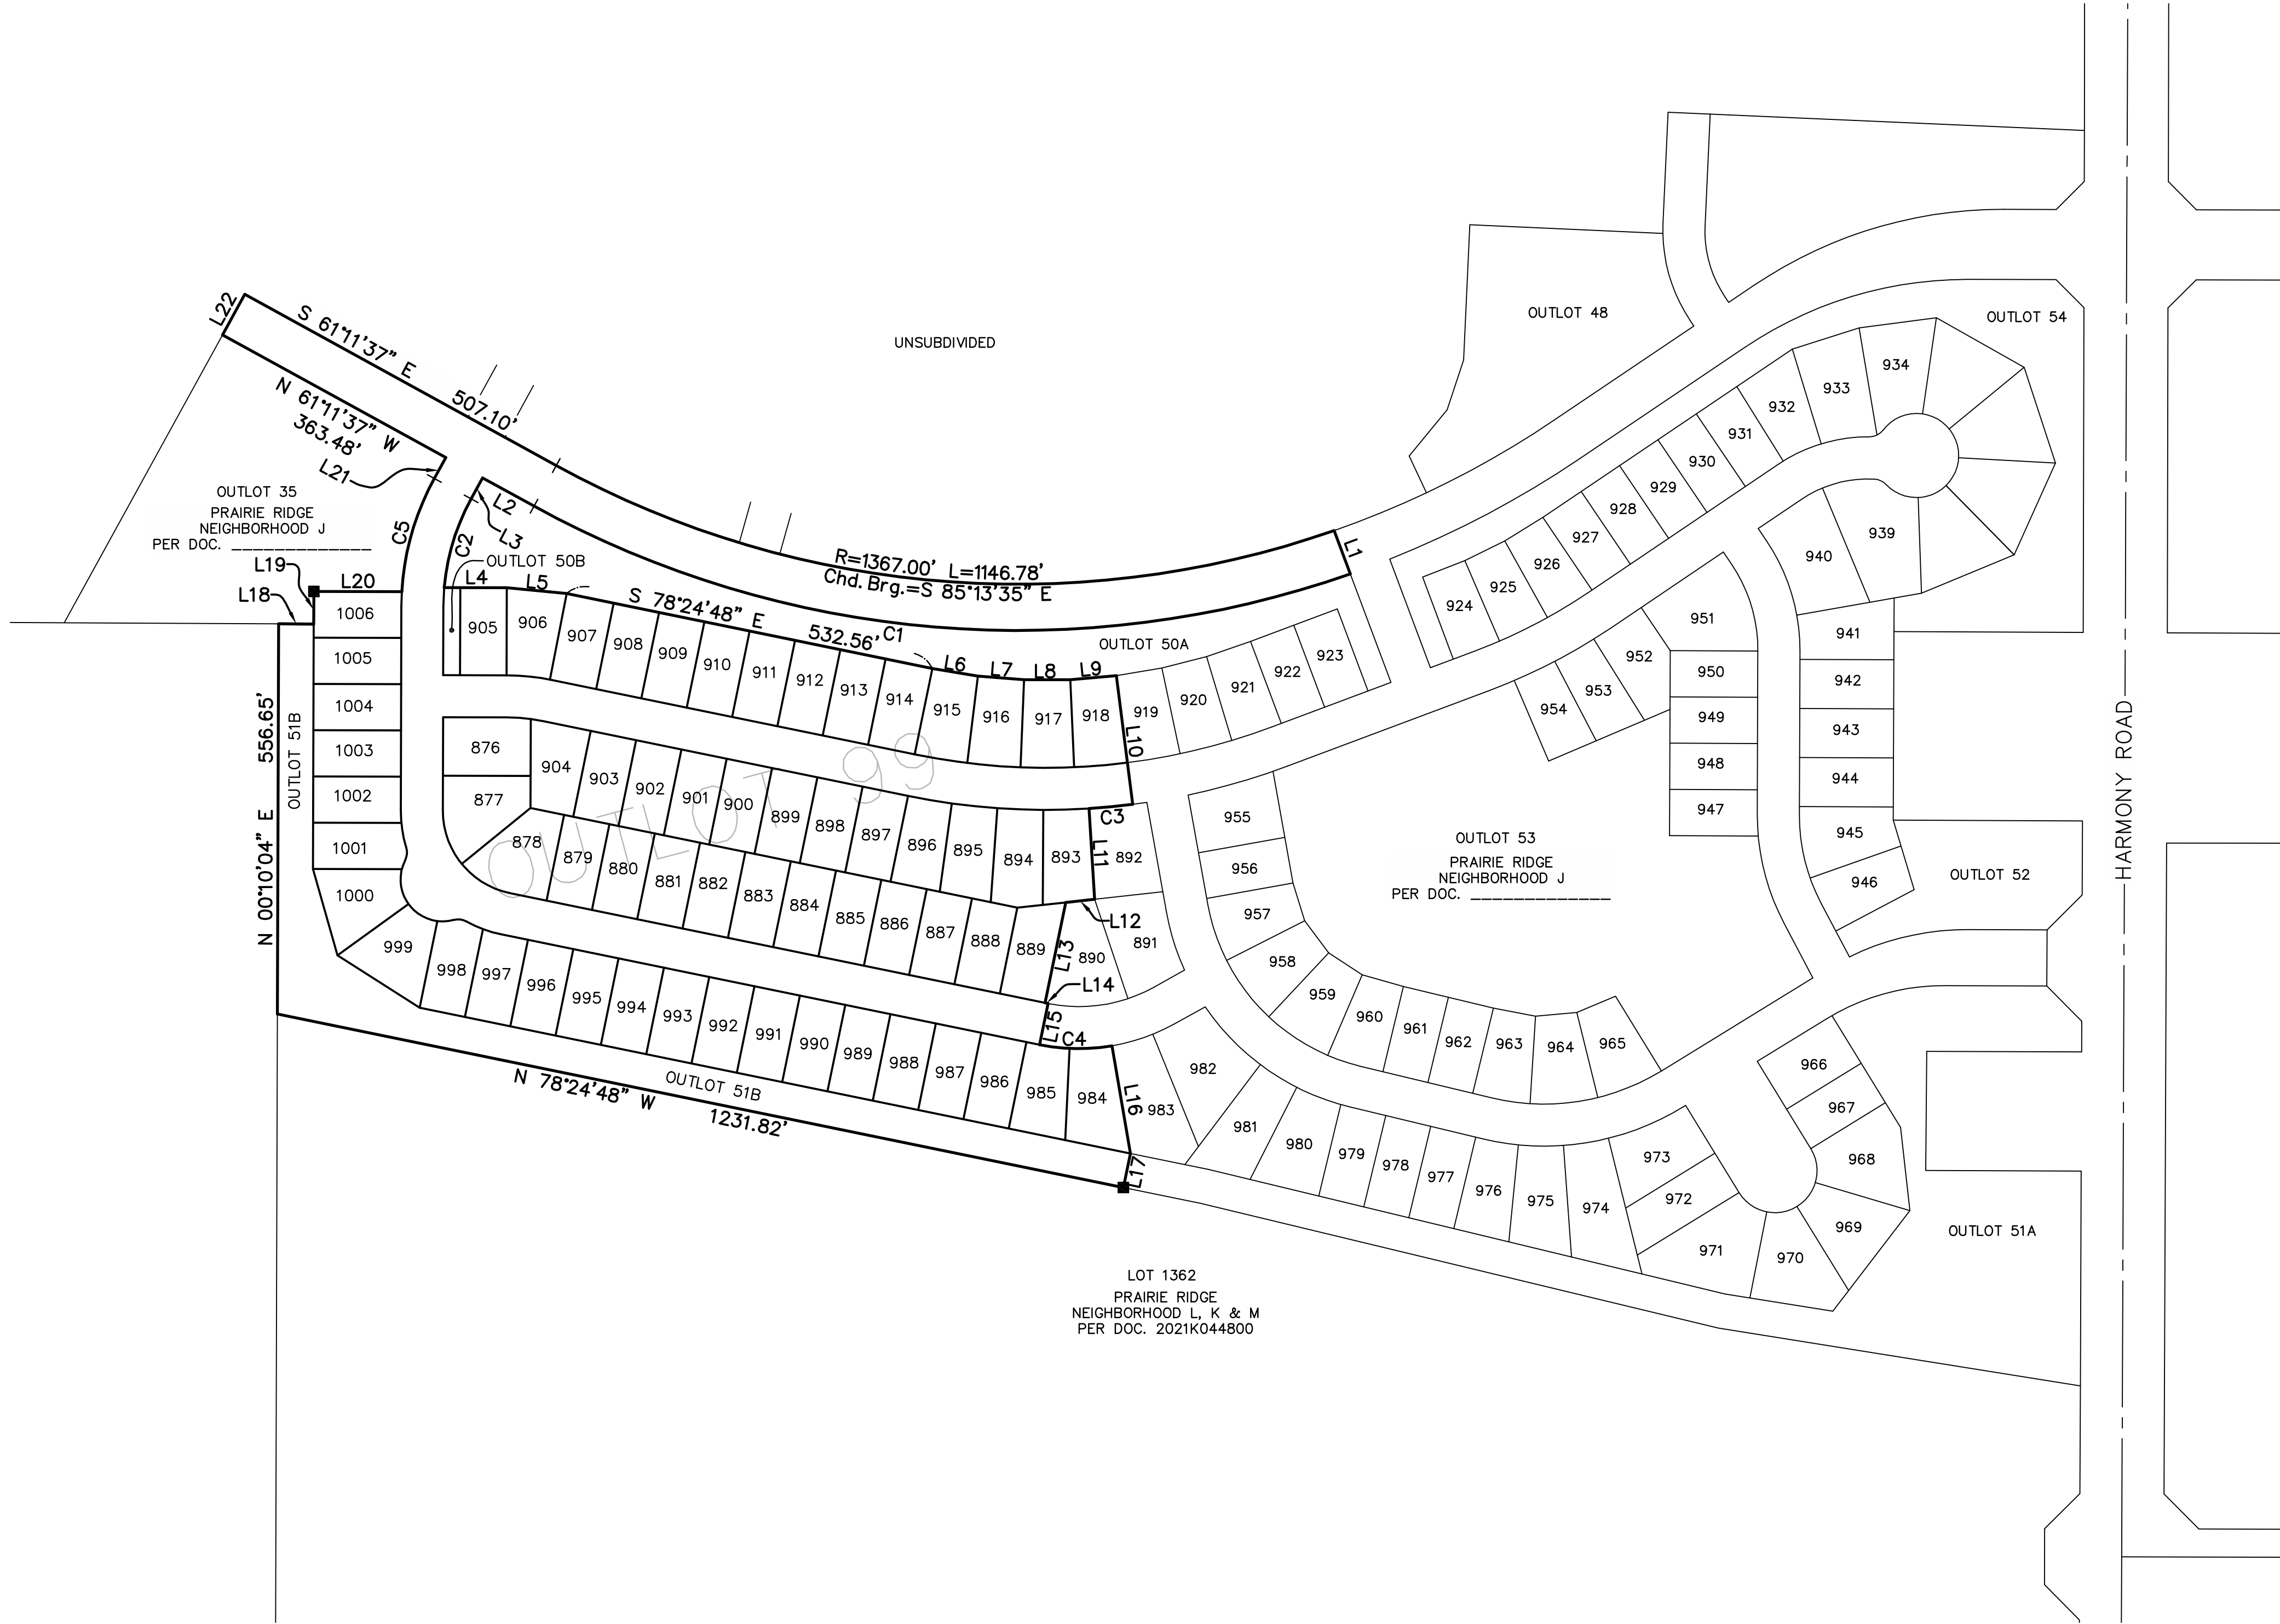 OUTLOT 48
OUTLOT 54
UNSUBDIVIDED
L22
S 61°11'37" E
507.10'
N 61°11'37" W
363.48'
L21
OUTLOT 35
PRAIRIE RIDGE
NEIGHBORHOOD J
PER DOC. _____________
C5
C2
L2
L3
OUTLOT 50B
L19
L18
L20
L4
L5
R=1367.00' L=1146.78'
Chd. Brg.=S 85°13'35" E
L1
S 78°24'48" E
532.56'
C1
OUTLOT 50A
L6
L7
L8
L9
L10
905
906
907
908
909
910
911
912
913
914
915
916
917
918
919
920
921
922
923
924
925
926
927
928
929
930
931
932
933
934
939
940
941
942
943
944
945
946
951
950
949
948
947
952
953
954
HARMONY ROAD
1006
1005
1004
1003
1002
1001
1000
999
N 00°10'04" E 556.65'
OUTLOT 51B
876
877
904
903
902
901
900
899
898
897
896
895
894
893
892
C3
L11
L12
OUTLOT 99
878
879
880
881
882
883
884
885
886
887
888
889
890
891
L13
L14
L15
C4
998
997
996
995
994
993
992
991
990
989
988
987
986
985
984
983
982
981
980
979
978
977
976
975
974
973
972
971
970
969
968
967
966
L16
L17
OUTLOT 51B
N 78°24'48" W
1231.82'
955
956
957
958
959
960
961
962
963
964
965
OUTLOT 53
PRAIRIE RIDGE
NEIGHBORHOOD J
PER DOC. _____________
OUTLOT 52
OUTLOT 51A
LOT 1362
PRAIRIE RIDGE
NEIGHBORHOOD L, K & M
PER DOC. 2021K044800